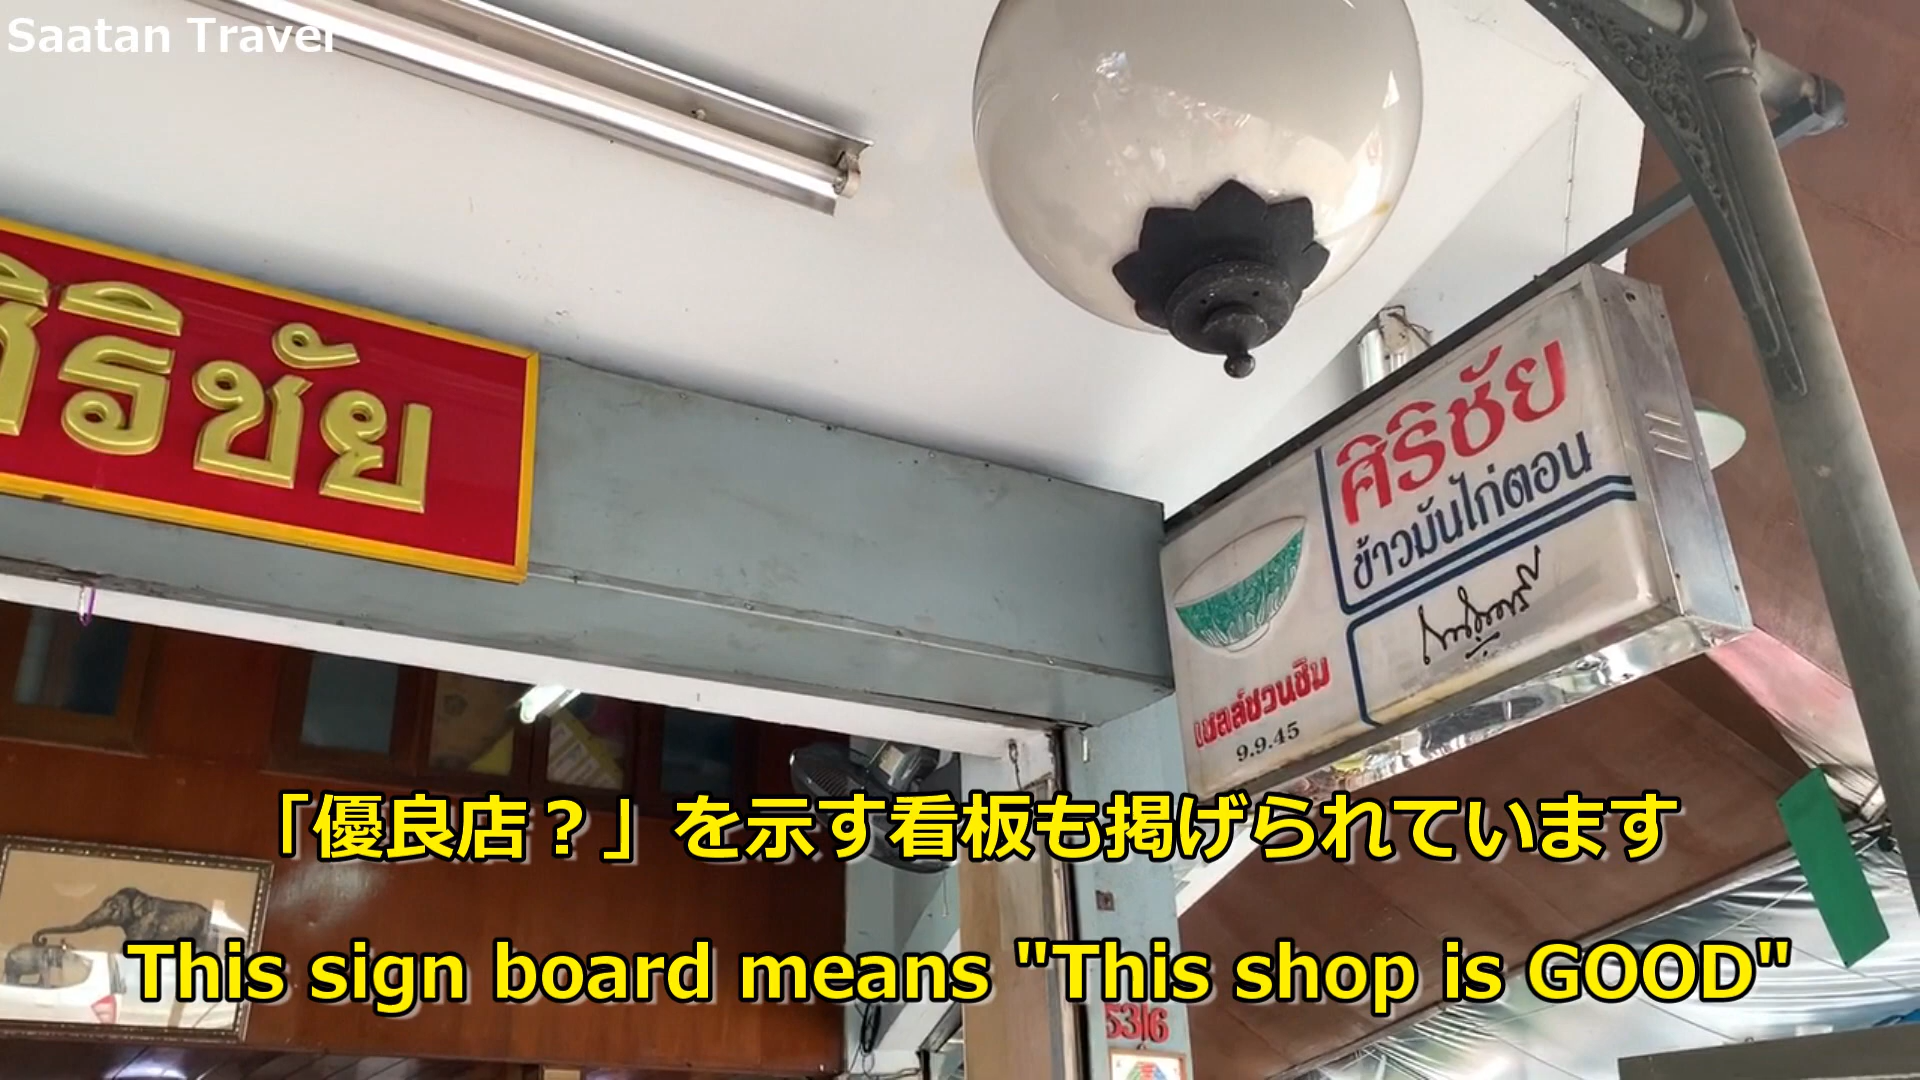 Saatan Travel
ศิริชัย
ศิริชัย
ข้าวมันไก่ตอน
เชลล์ชวนชิม
9.9.45
「優良店？」を示す看板も掲げられています
This sign board means "This shop is GOOD"
53/6